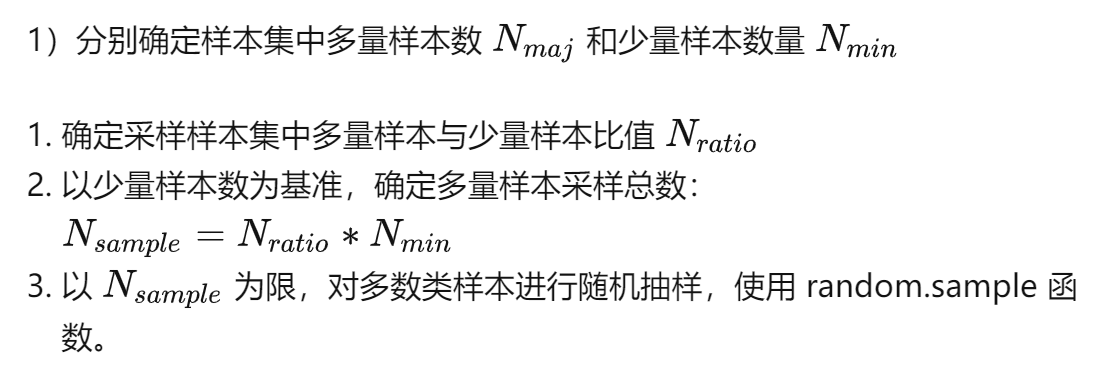 1）分别确定样本集中多量样本数 N_{maj} 和少量样本数量 N_{min}
1. 确定采样样本集中多量样本与少量样本比值 N_{ratio}
2. 以少量样本数为基准，确定多量样本采样总数：
N_{sample} = N_{ratio} * N_{min}
3. 以 N_{sample} 为限，对多数类样本进行随机抽样，使用 random.sample 函
数。